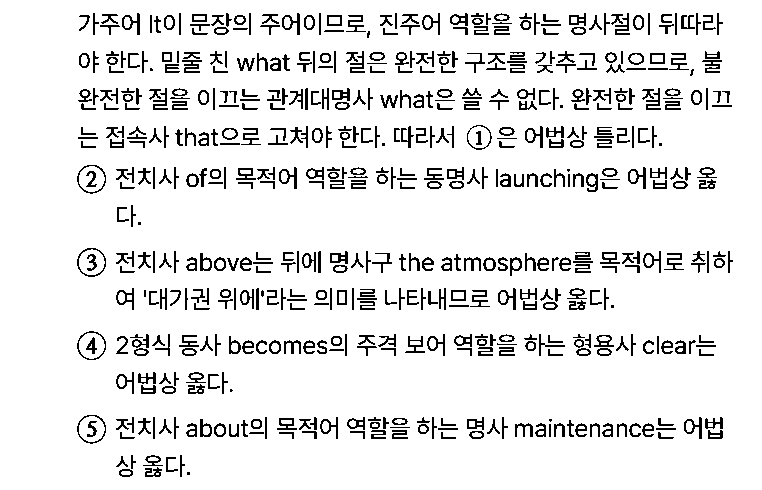 가주어 It이 문장의 주어이므로, 진주어 역할을 하는 명사절이 뒤따라
야 한다. 밑줄 친 what 뒤의 절은 완전한 구조를 갖추고 있으므로, 불
완전한 절을 이끄는 관계대명사 what은 쓸 수 없다. 완전한 절을 이끄
는 접속사 that으로 고쳐야 한다. 따라서 ①은 어법상 틀리다.
② 전치사 of의 목적어 역할을 하는 동명사 launching은 어법상 옳
다.
③ 전치사 above는 뒤에 명사구 the atmosphere를 목적어로 취하
여 '대기권 위에'라는 의미를 나타내므로 어법상 옳다.
④ 2형식 동사 becomes의 주격 보어 역할을 하는 형용사 clear는
어법상 옳다.
⑤ 전치사 about의 목적어 역할을 하는 명사 maintenance는 어법
상 옳다.